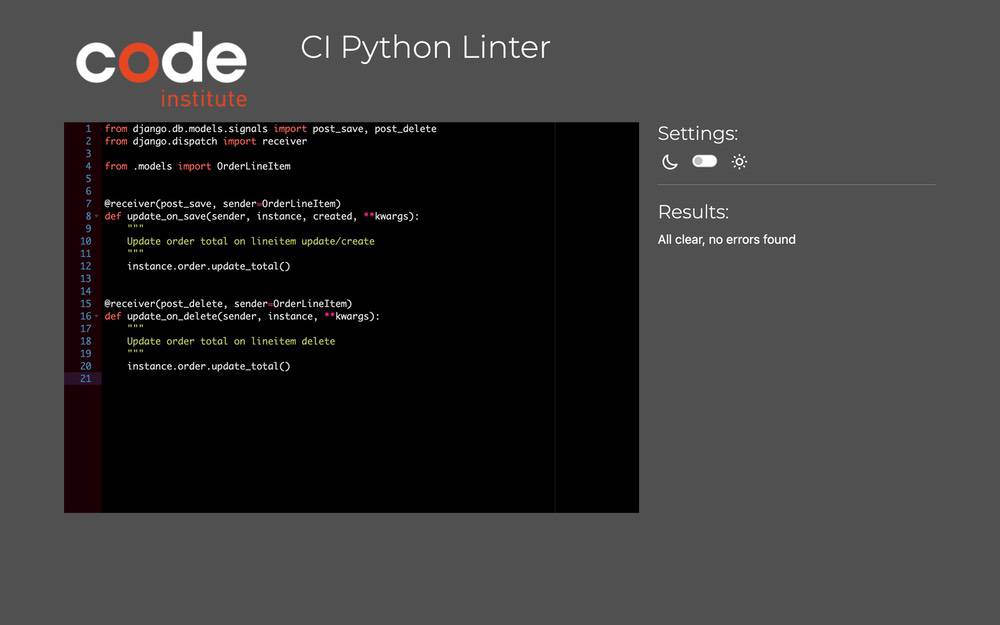 code
institute
CI Python Linter
1 from django.db.models.signals import post_save, post_delete
2 from django.dispatch import receiver
3
4 from .models import OrderLineItem
5
6
7 @receiver(post_save, sender=OrderLineItem)
8 def update_on_save(sender, instance, created, **kwargs):
9     """
10     Update order total on lineitem update/create
11     """
12     instance.order.update_total()
13
14
15 @receiver(post_delete, sender=OrderLineItem)
16 def update_on_delete(sender, instance, **kwargs):
17     """
18     Update order total on lineitem delete
19     """
20     instance.order.update_total()
21
Settings:
Results:
All clear, no errors found